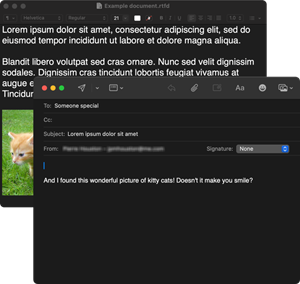 Example document.rtfd
Helvetica
Regular
21
Lorem ipsum dolor sit amet, consectetur adipiscing elit, sed do
eiusmod tempor incididunt ut labore et dolore magna aliqua.
Blandit libero volutpat sed cras ornare. Nunc sed velit dignissim
sodales. Dignissim cras tincidunt lobortis feugiat vivamus at
augue e
Tincidun
Aa
To: Someone special
Cc:
Subject: Lorem ipsum dolor sit amet
From:
Signature: None
And I found this wonderful picture of kitty cats! Doesn't it make you smile?